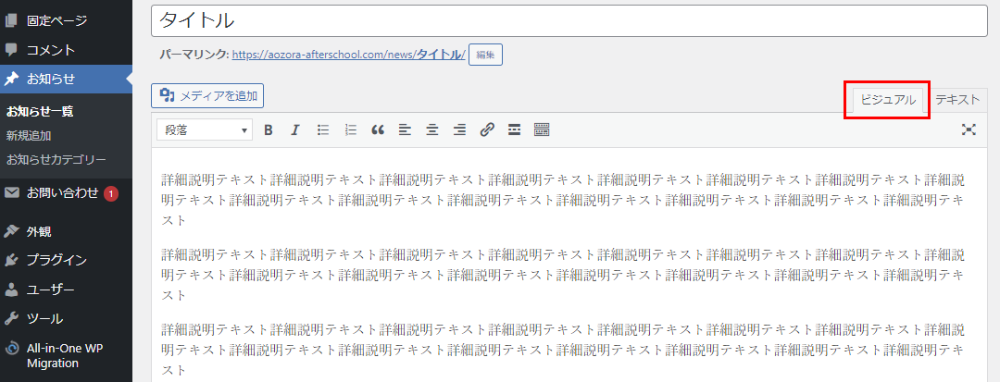 固定ページ
コメント
お知らせ
お知らせ一覧
新規追加
お知らせカテゴリー
お問い合わせ 1
外観
プラグイン
ユーザー
ツール
All-in-One WP
Migration
タイトル
パーマリンク: https://aozora-afterschool.com/news/タイトル/ 編集
メディアを追加
ビジュアル テキスト
段落 B I
詳細説明テキスト詳細説明テキスト詳細説明テキスト詳細説明テキスト詳細説明テキスト詳細説明テキスト詳細説明テキスト詳細説
明テキスト詳細説明テキスト詳細説明テキスト詳細説明テキスト詳細説明テキスト詳細説明テキスト詳細説明テキスト詳細説明テキ
スト
詳細説明テキスト詳細説明テキスト詳細説明テキスト詳細説明テキスト詳細説明テキスト詳細説明テキスト詳細説明テキスト詳細説
明テキスト詳細説明テキスト詳細説明テキスト詳細説明テキスト詳細説明テキスト詳細説明テキスト詳細説明テキスト詳細説明テキ
スト
詳細説明テキスト詳細説明テキスト詳細説明テキスト詳細説明テキスト詳細説明テキスト詳細説明テキスト詳細説明テキスト詳細説
明テキスト詳細説明テキスト詳細説明テキスト詳細説明テキスト詳細説明テキスト詳細説明テキスト詳細説明テキスト詳細説明テキ
スト